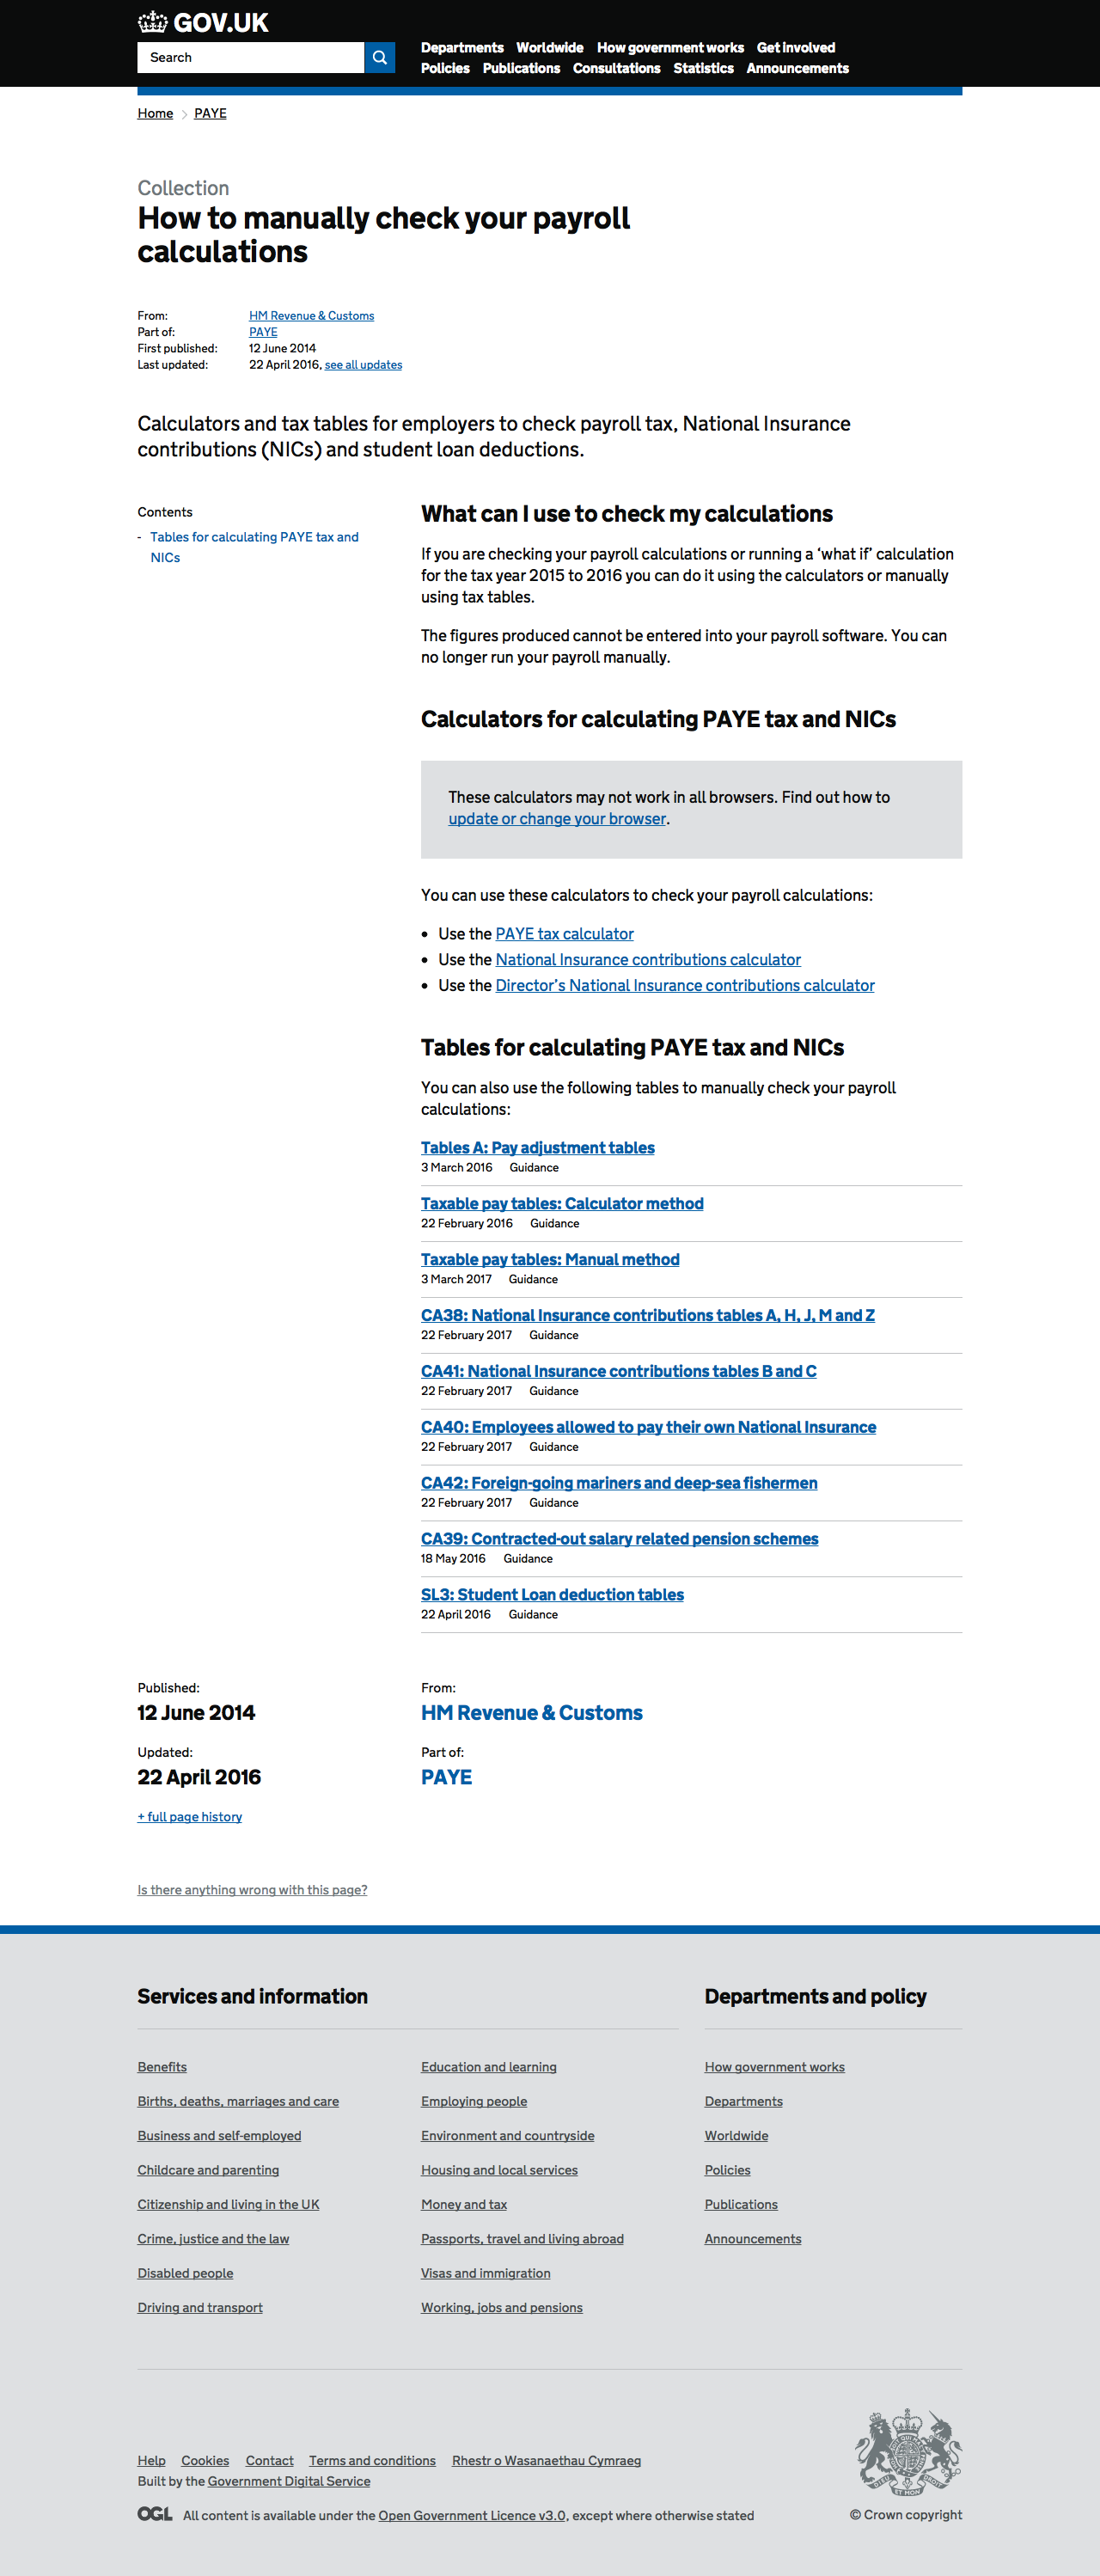 GOV.UK
Search
Departments Worldwide How government works Get involved
Policies Publications Consultations Statistics Announcements
Home > PAYE
Collection
How to manually check your payroll
calculations
From: HM Revenue & Customs
Part of: PAYE
First published: 12 June 2014
Last updated: 22 April 2016, see all updates
Calculators and tax tables for employers to check payroll tax, National Insurance
contributions (NICs) and student loan deductions.
Contents
- Tables for calculating PAYE tax and
NICs
What can I use to check my calculations
If you are checking your payroll calculations or running a ‘what if’ calculation
for the tax year 2015 to 2016 you can do it using the calculators or manually
using tax tables.
The figures produced cannot be entered into your payroll software. You can
no longer run your payroll manually.
Calculators for calculating PAYE tax and NICs
These calculators may not work in all browsers. Find out how to
update or change your browser.
You can use these calculators to check your payroll calculations:
• Use the PAYE tax calculator
• Use the National Insurance contributions calculator
• Use the Director’s National Insurance contributions calculator
Tables for calculating PAYE tax and NICs
You can also use the following tables to manually check your payroll
calculations:
Tables A: Pay adjustment tables
3 March 2016 Guidance
Taxable pay tables: Calculator method
22 February 2016 Guidance
Taxable pay tables: Manual method
3 March 2017 Guidance
CA38: National Insurance contributions tables A, H, J, M and Z
22 February 2017 Guidance
CA41: National Insurance contributions tables B and C
22 February 2017 Guidance
CA40: Employees allowed to pay their own National Insurance
22 February 2017 Guidance
CA42: Foreign-going mariners and deep-sea fishermen
22 February 2017 Guidance
CA39: Contracted-out salary related pension schemes
18 May 2016 Guidance
SL3: Student Loan deduction tables
22 April 2016 Guidance
Published:
12 June 2014
Updated:
22 April 2016
+ full page history
From:
HM Revenue & Customs
Part of:
PAYE
Is there anything wrong with this page?
Services and information
Benefits
Births, deaths, marriages and care
Business and self-employed
Childcare and parenting
Citizenship and living in the UK
Crime, justice and the law
Disabled people
Driving and transport
Education and learning
Employing people
Environment and countryside
Housing and local services
Money and tax
Passports, travel and living abroad
Visas and immigration
Working, jobs and pensions
Departments and policy
How government works
Departments
Worldwide
Policies
Publications
Announcements
Help Cookies Contact Terms and conditions Rhestr o Wasanaethau Cymraeg
Built by the Government Digital Service
OGL All content is available under the Open Government Licence v3.0, except where otherwise stated
DIEU ET MON DROIT
© Crown copyright